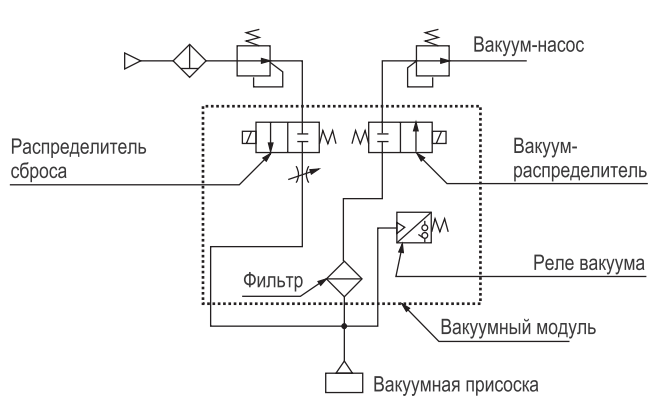 Вакуум-насос
Распределитель
сброса
Вакуум-
распределитель
Реле вакуума
Фильтр
Вакуумный модуль
Вакуумная присоска